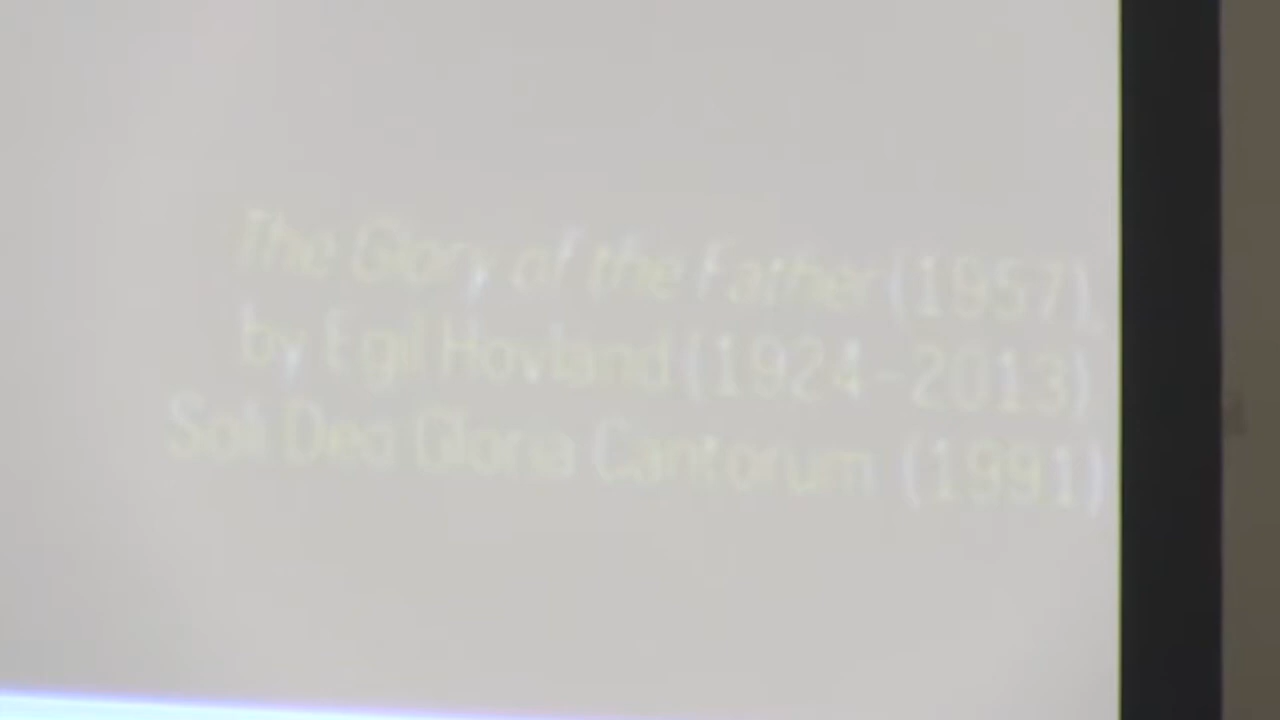 The Glory of the Father (1957),
by Egil Hovland (1924-2013)
Soli Deo Gloria Cantorum (1991)